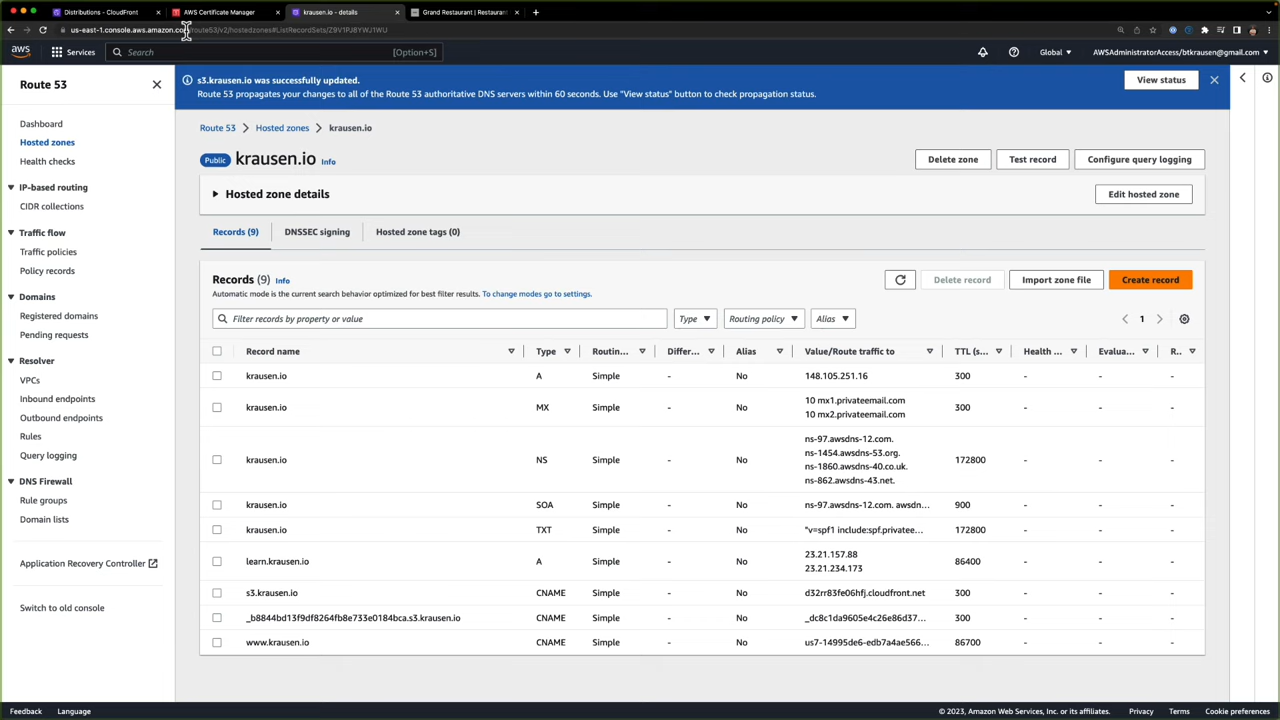 Distributions | CloudFront
AWS Certificate Manager
krausen.io - details
Grand Restaurant | Restauran
us-east-1.console.aws.amazon.com/route53/v2/hostedzones#ListRecordSets/Z9V1PJ8YWJ1WU
aws
Services
Search
[Option+S]
Global
AWSAdministratorAccess/btkrausen@gmail.com
Route 53
Dashboard
Hosted zones
Health checks
IP-based routing
CIDR collections
Traffic flow
Traffic policies
Policy records
Domains
Registered domains
Pending requests
Resolver
VPCs
Inbound endpoints
Outbound endpoints
Rules
Query logging
DNS Firewall
Rule groups
Domain lists
Application Recovery Controller
Switch to old console
s3.krausen.io was successfully updated.
Route 53 propagates your changes to all of the Route 53 authoritative DNS servers within 60 seconds. Use "View status" button to check propagation status.
View status
Route 53 > Hosted zones > krausen.io
Public krausen.io Info
Delete zone
Test record
Configure query logging
Hosted zone details
Edit hosted zone
Records (9)
DNSSEC signing
Hosted zone tags (0)
Records (9) Info
Automatic mode is the current search behavior optimized for best filter results. To change modes go to settings.
Delete record
Import zone file
Create record
Filter records by property or value
Type
Routing policy
Alias
1
Record name Type Routin... Differ... Alias Value/Route traffic to TTL (s... Health ... Evalua... R..
krausen.io A Simple - No 148.105.251.16 300 - - -
krausen.io MX Simple - No 10 mx1.privateemail.com 300 - - -
10 mx2.privateemail.com
krausen.io NS Simple - No ns-97.awsdns-12.com. 172800 - - -
ns-1454.awsdns-53.org.
ns-1860.awsdns-40.co.uk.
ns-862.awsdns-43.net.
krausen.io SOA Simple - No ns-97.awsdns-12.com. awsdn... 900 - - -
krausen.io TXT Simple - No "v=spf1 include:spf.privatee... 172800 - - -
learn.krausen.io A Simple - No 23.21.157.88 86400 - - -
23.21.234.173
s3.krausen.io CNAME Simple - No d32rr83fe06hfj.cloudfront.net 300 - - -
_b8844bd13f9df8264fb8e733e0184bca.s3.krausen.io CNAME Simple - No _dc8c1da9605e4c26e86d37... 300 - - -
www.krausen.io CNAME Simple - No us7-14995de6-edb7a4ae566... 86700 - - -
Feedback
Language
© 2023, Amazon Web Services, Inc. or its affiliates.
Privacy
Terms
Cookie preferences